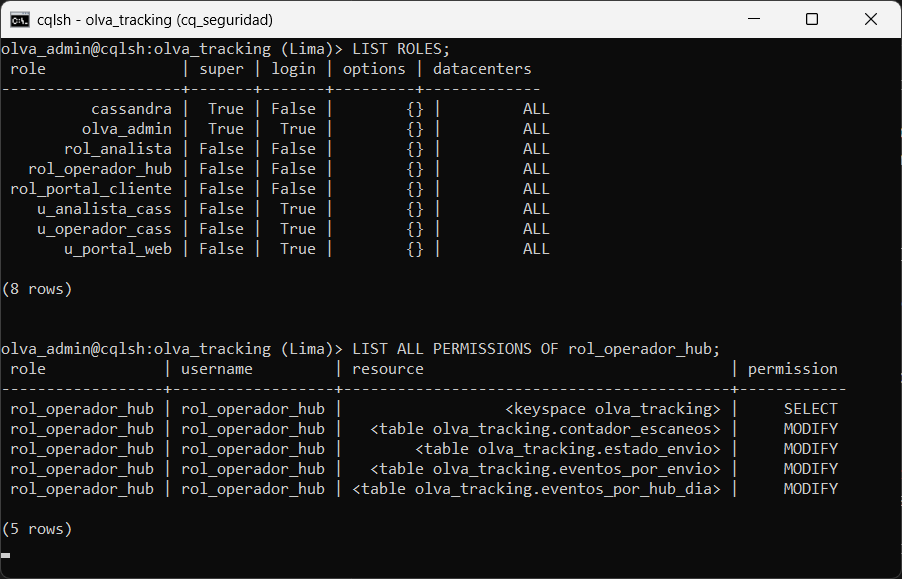 cqlsh - olva_tracking (cq_seguridad)
olva_admin@cqlsh:olva_tracking (Lima)> LIST ROLES;
 role               | super | login | options | datacenters
--------------------+-------+-------+---------+-------------
          cassandra |  True | False |        {} |         ALL
         olva_admin |  True |  True |        {} |         ALL
       rol_analista | False | False |        {} |         ALL
   rol_operador_hub | False | False |        {} |         ALL
 rol_portal_cliente | False | False |        {} |         ALL
    u_analista_cass | False |  True |        {} |         ALL
    u_operador_cass | False |  True |        {} |         ALL
       u_portal_web | False |  True |        {} |         ALL
(8 rows)
olva_admin@cqlsh:olva_tracking (Lima)> LIST ALL PERMISSIONS OF rol_operador_hub;
 role             | username         | resource                                  | permission
------------------+------------------+-------------------------------------------+------------
 rol_operador_hub | rol_operador_hub |                  <keyspace olva_tracking> |     SELECT
 rol_operador_hub | rol_operador_hub |   <table olva_tracking.contador_escaneos> |     MODIFY
 rol_operador_hub | rol_operador_hub |        <table olva_tracking.estado_envio> |     MODIFY
 rol_operador_hub | rol_operador_hub |   <table olva_tracking.eventos_por_envio> |     MODIFY
 rol_operador_hub | rol_operador_hub | <table olva_tracking.eventos_por_hub_dia> |     MODIFY
(5 rows)